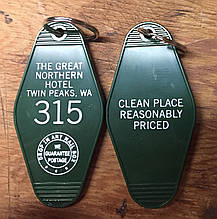 THE GREAT
NORTHERN
HOTEL
TWIN PEAKS, WA
315
DROP IN ANY MAIL BOX
WE
GUARANTEE
POSTAGE
CLEAN PLACE
REASONABLY
PRICED